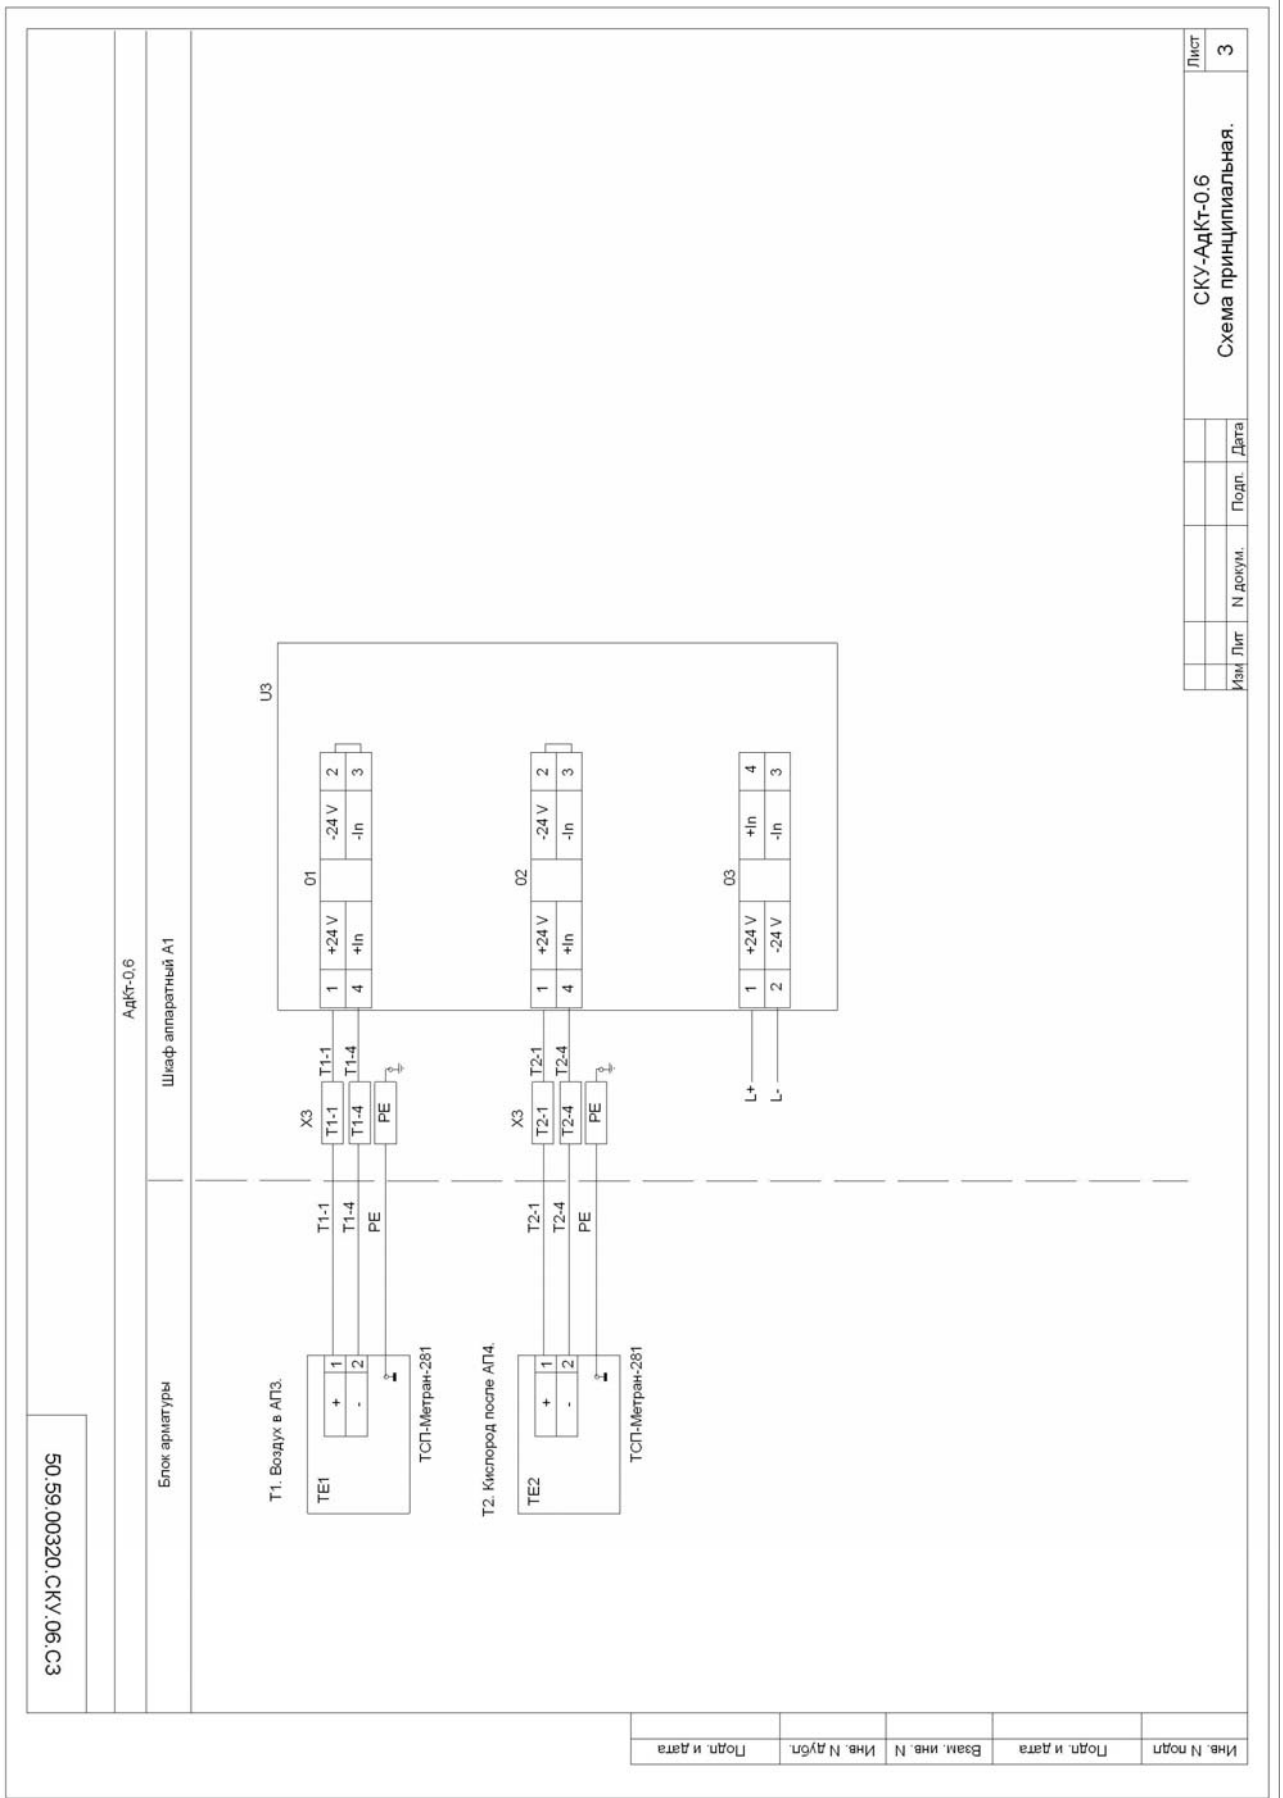 50.59.00320.СКУ.06.С3
АдКт-0,6
Блок арматуры
Шкаф аппаратный А1
Т1. Воздух в АП3.
TE1
+ 1
- 2
ТСП-Метран-281
T1-1
T1-4
PE
X3
T1-1
T1-4
PE
T1-1
T1-4
U3
01
1 +24 V -24 V 2
4 +In -In 3
Т2. Кислород после АП4.
TE2
+ 1
- 2
ТСП-Метран-281
T2-1
T2-4
PE
X3
T2-1
T2-4
PE
T2-1
T2-4
02
1 +24 V -24 V 2
4 +In -In 3
L+
L-
03
1 +24 V +In 4
2 -24 V -In 3
Изм Лит N докум. Подп. Дата
СКУ-АдКт-0.6
Схема принципиальная.
Лист
3
Подп. и дата
Инв. N дубл.
Взам. инв. N
Подп. и дата
Инв. N подл